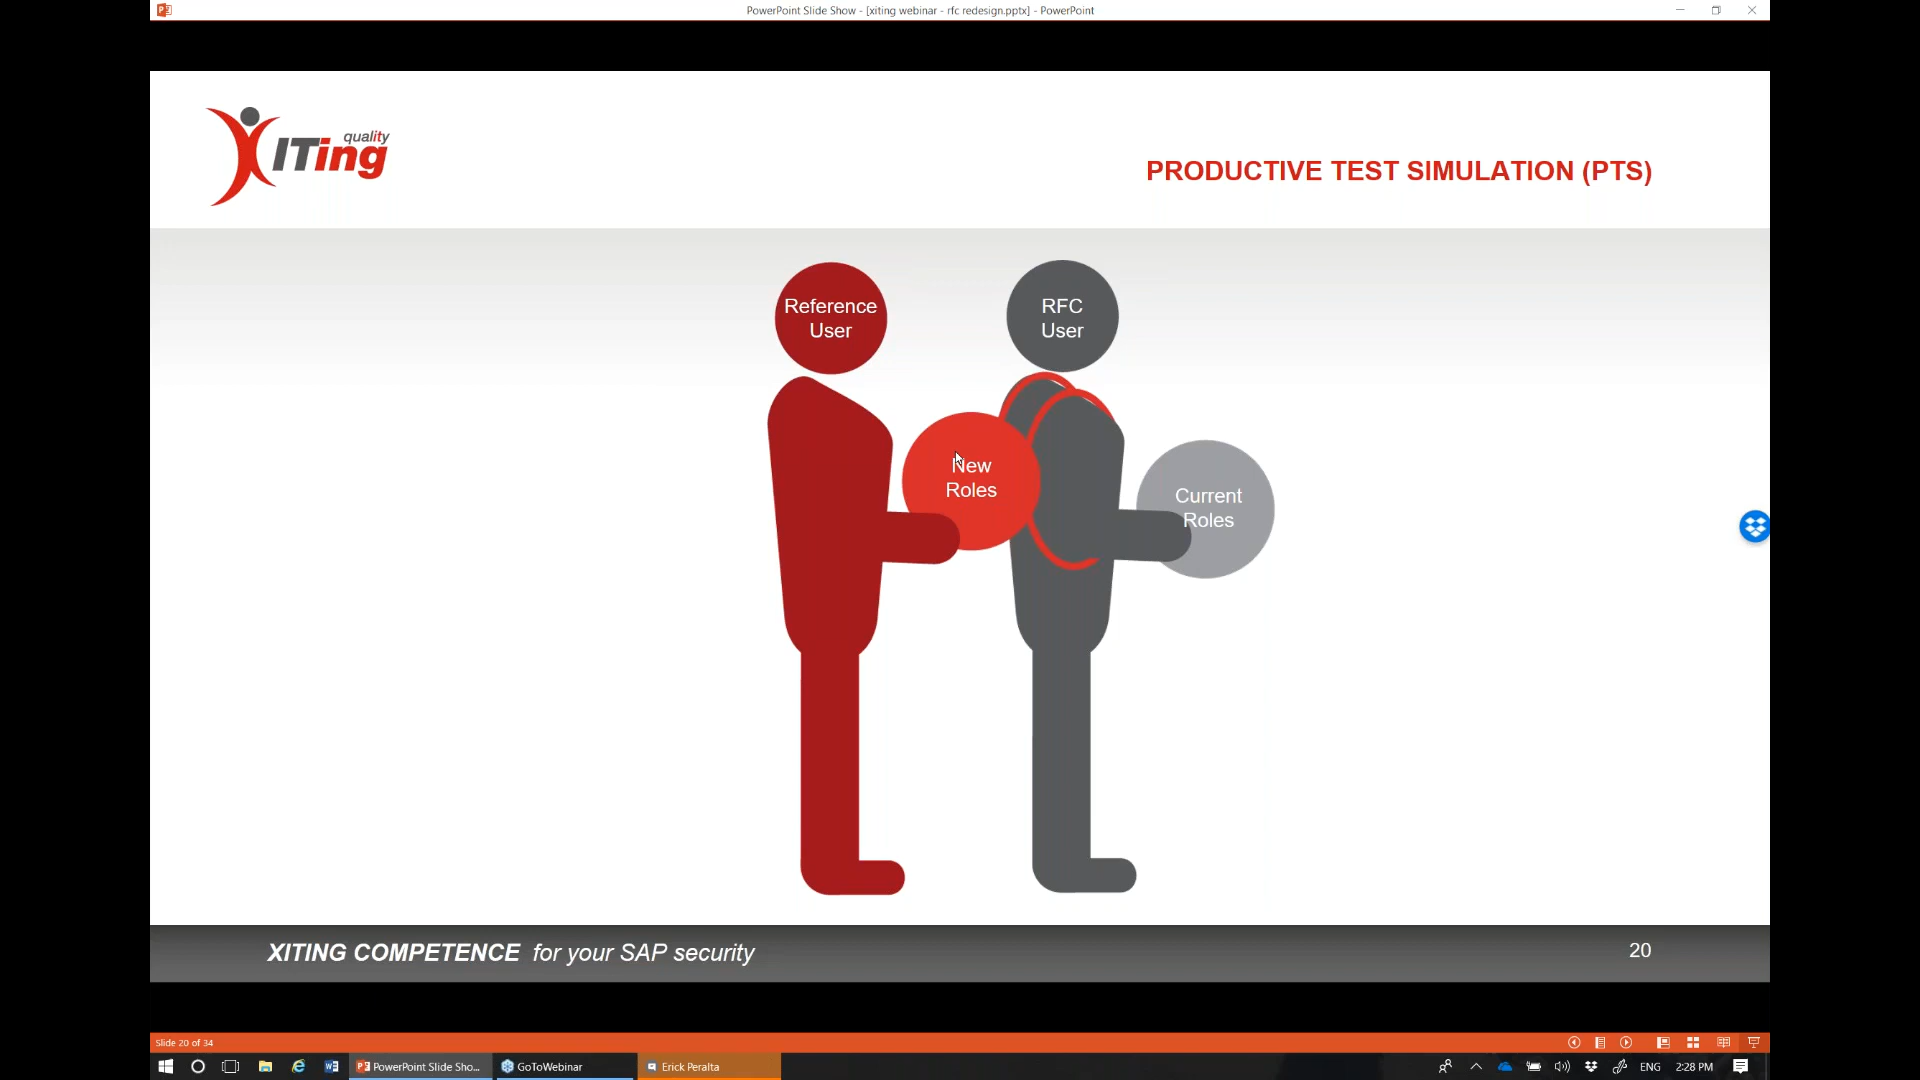 PowerPoint Slide Show - [xiting webinar - rfc redesign.pptx] - PowerPoint
quality
XITing
PRODUCTIVE TEST SIMULATION (PTS)
Reference
User
RFC
User
New
Roles
Current
Roles
XITING COMPETENCE for your SAP security
20
Slide 20 of 34
PowerPoint Slide Sho...
GoToWebinar
Erick Peralta
ENG
2:28 PM